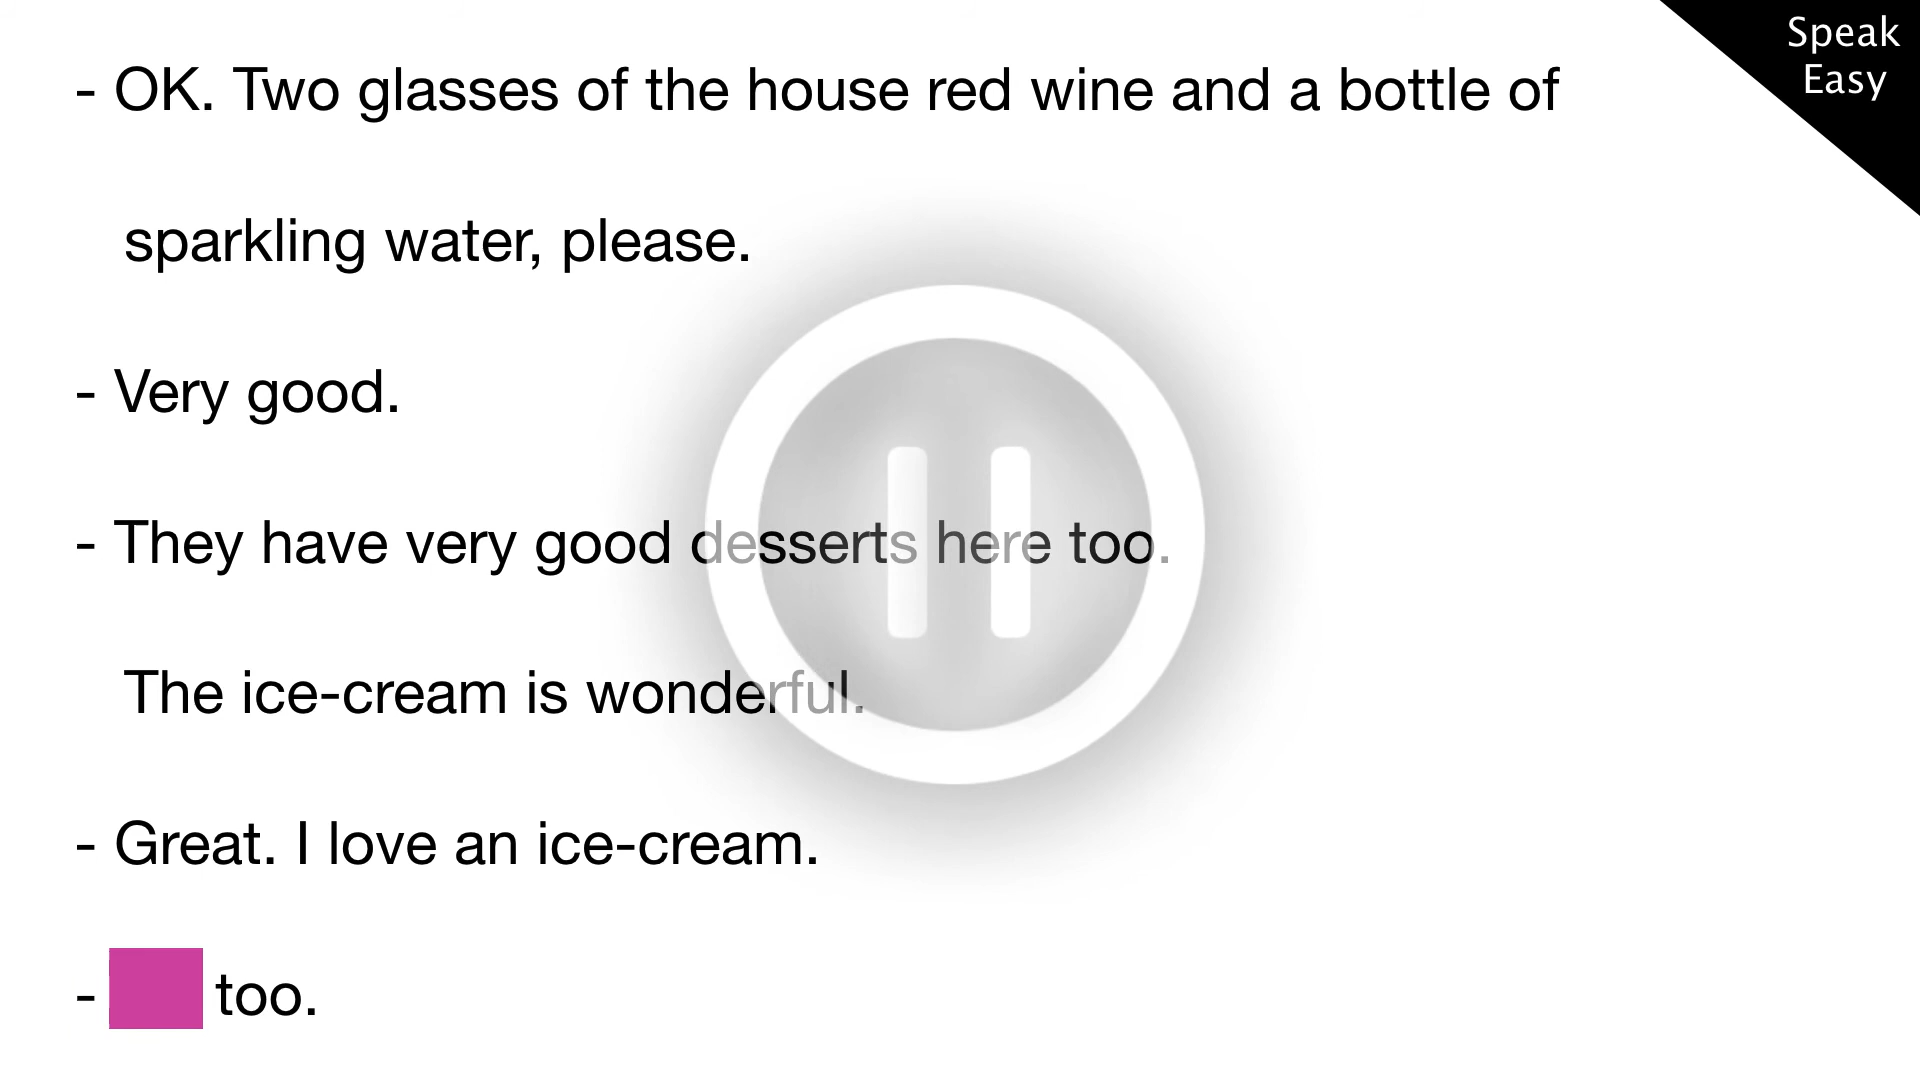 Speak
Easy
- OK. Two glasses of the house red wine and a bottle of
sparkling water, please.
- Very good.
- They have very good desserts here too.
The ice-cream is wonderful.
- Great. I love an ice-cream.
- too.